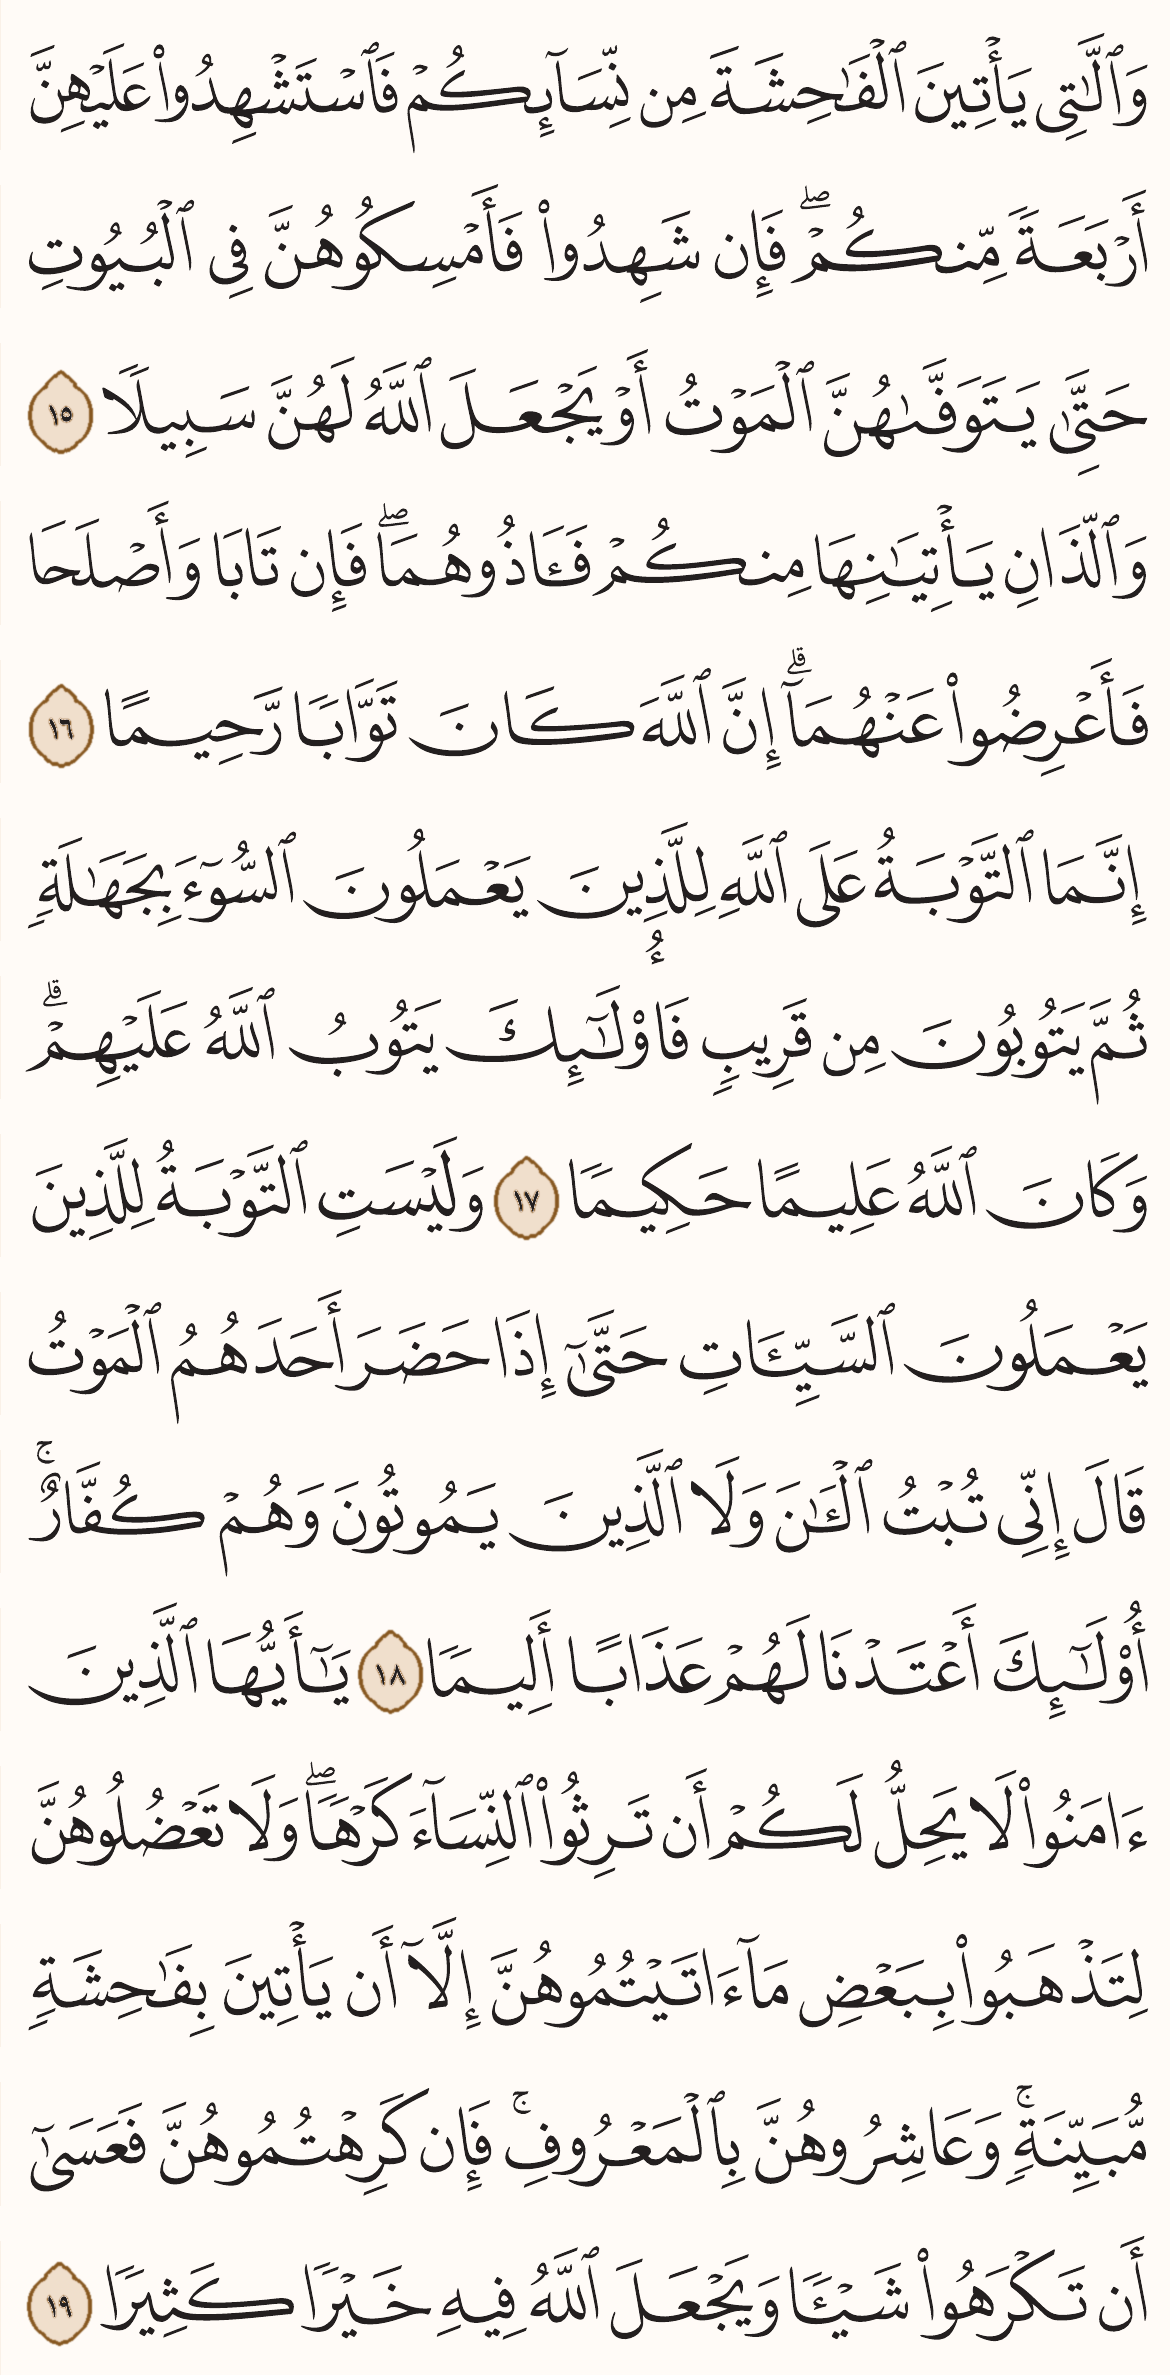 وَٱلَّٰتِى يَأۡتِينَ ٱلۡفَٰحِشَةَ مِن نِّسَآئِكُمۡ فَٱسۡتَشۡهِدُواْ عَلَيۡهِنَّ
أَرۡبَعَةً مِّنكُمۡۖ فَإِن شَهِدُواْ فَأَمۡسِكُوهُنَّ فِى ٱلۡبُيُوتِ
حَتَّىٰ يَتَوَفَّىٰهُنَّ ٱلۡمَوۡتُ أَوۡ يَجۡعَلَ ٱللَّهُ لَهُنَّ سَبِيلًا ١٥
وَٱلَّذَانِ يَأۡتِيَٰنِهَا مِنكُمۡ فَـَٔاذُوهُمَاۖ فَإِن تَابَا وَأَصۡلَحَا
فَأَعۡرِضُواْ عَنۡهُمَآۗ إِنَّ ٱللَّهَ كَانَ تَوَّابًا رَّحِيمًا ١٦
إِنَّمَا ٱلتَّوۡبَةُ عَلَى ٱللَّهِ لِلَّذِينَ يَعۡمَلُونَ ٱلسُّوٓءَ بِجَهَٰلَةٍ
ثُمَّ يَتُوبُونَ مِن قَرِيبٍ فَأُوْلَٰٓئِكَ يَتُوبُ ٱللَّهُ عَلَيۡهِمۡۗ
وَكَانَ ٱللَّهُ عَلِيمًا حَكِيمًا ١٧ وَلَيۡسَتِ ٱلتَّوۡبَةُ لِلَّذِينَ
يَعۡمَلُونَ ٱلسَّيِّـَٔاتِ حَتَّىٰٓ إِذَا حَضَرَ أَحَدَهُمُ ٱلۡمَوۡتُ
قَالَ إِنِّى تُبۡتُ ٱلۡـَٰٔنَ وَلَا ٱلَّذِينَ يَمُوتُونَ وَهُمۡ كُفَّارٌۚ
أُوْلَٰٓئِكَ أَعۡتَدۡنَا لَهُمۡ عَذَابًا أَلِيمًا ١٨ يَٰٓأَيُّهَا ٱلَّذِينَ
ءَامَنُواْ لَا يَحِلُّ لَكُمۡ أَن تَرِثُواْ ٱلنِّسَآءَ كَرۡهًاۖ وَلَا تَعۡضُلُوهُنَّ
لِتَذۡهَبُواْ بِبَعۡضِ مَآ ءَاتَيۡتُمُوهُنَّ إِلَّآ أَن يَأۡتِينَ بِفَٰحِشَةٍ
مُّبَيِّنَةٍۚ وَعَاشِرُوهُنَّ بِٱلۡمَعۡرُوفِۚ فَإِن كَرِهۡتُمُوهُنَّ فَعَسَىٰٓ
أَن تَكۡرَهُواْ شَيۡـًٔا وَيَجۡعَلَ ٱللَّهُ فِيهِ خَيۡرًا كَثِيرًا ١٩